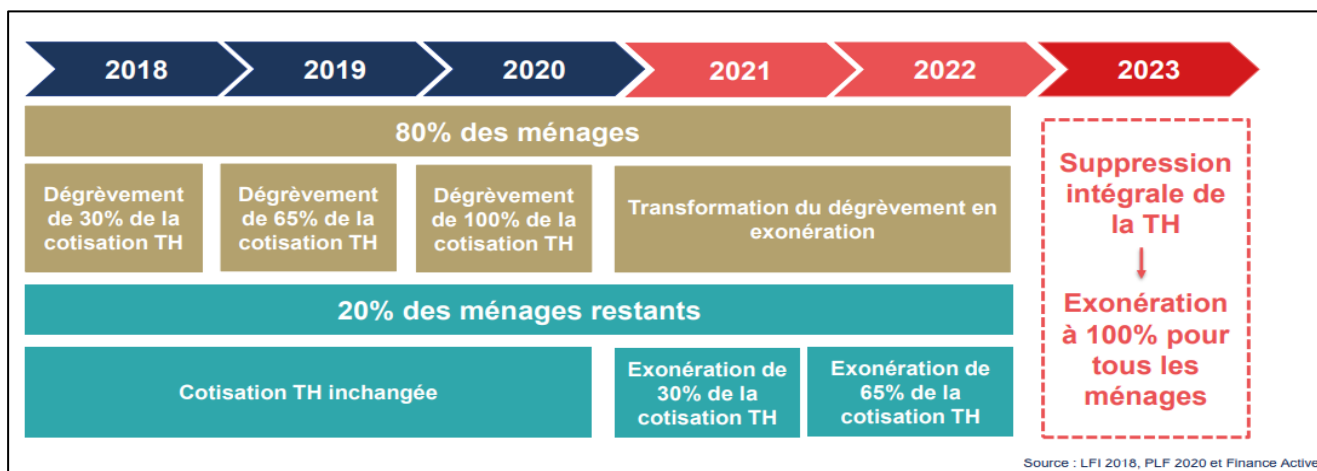 2018
2019
2020
2021
2022
2023
80% des ménages
Dégrèvement
de 30% de la
cotisation TH
Dégrèvement
de 65% de la
cotisation TH
Dégrèvement
de 100% de la
cotisation TH
Transformation du dégrèvement en
exonération
20% des ménages restants
Cotisation TH inchangée
Exonération de
30% de la
cotisation TH
Exonération de
65% de la
cotisation TH
Suppression
intégrale de
la TH
Exonération
à 100% pour
tous les
ménages
Source : LFI 2018, PLF 2020 et Finance Active